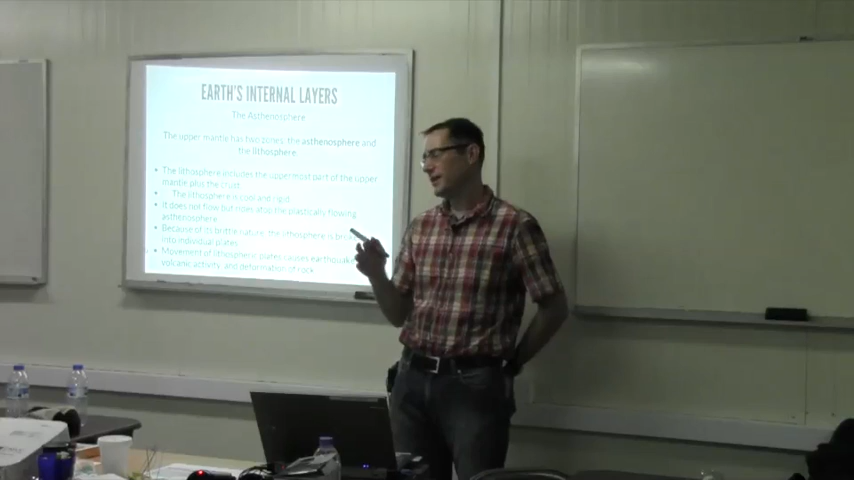 EARTH'S INTERNAL LAYERS
The Asthenosphere
The upper mantle has two zones, the asthenosphere and
the lithosphere.
• The lithosphere includes the uppermost part of the upper
mantle plus the crust.
• The lithosphere is cool and rigid.
• It does not flow but rides atop the plastically flowing
asthenosphere.
• Because of its brittle nature, the lithosphere is
into individual plates.
• Movement of lithospheric plates causes
volcanic activity, and deformation of rock.